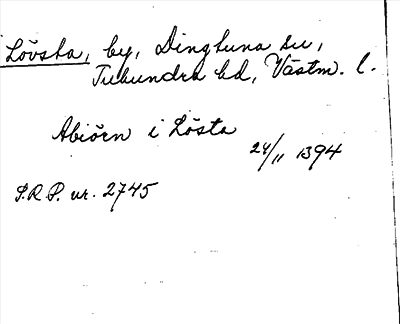 Lövsta, by, Dingtuna sn,
Tuhundra hd, Västm. l.
Abiörn i Lösta
24/11 1394
S.R.P. nr. 2745